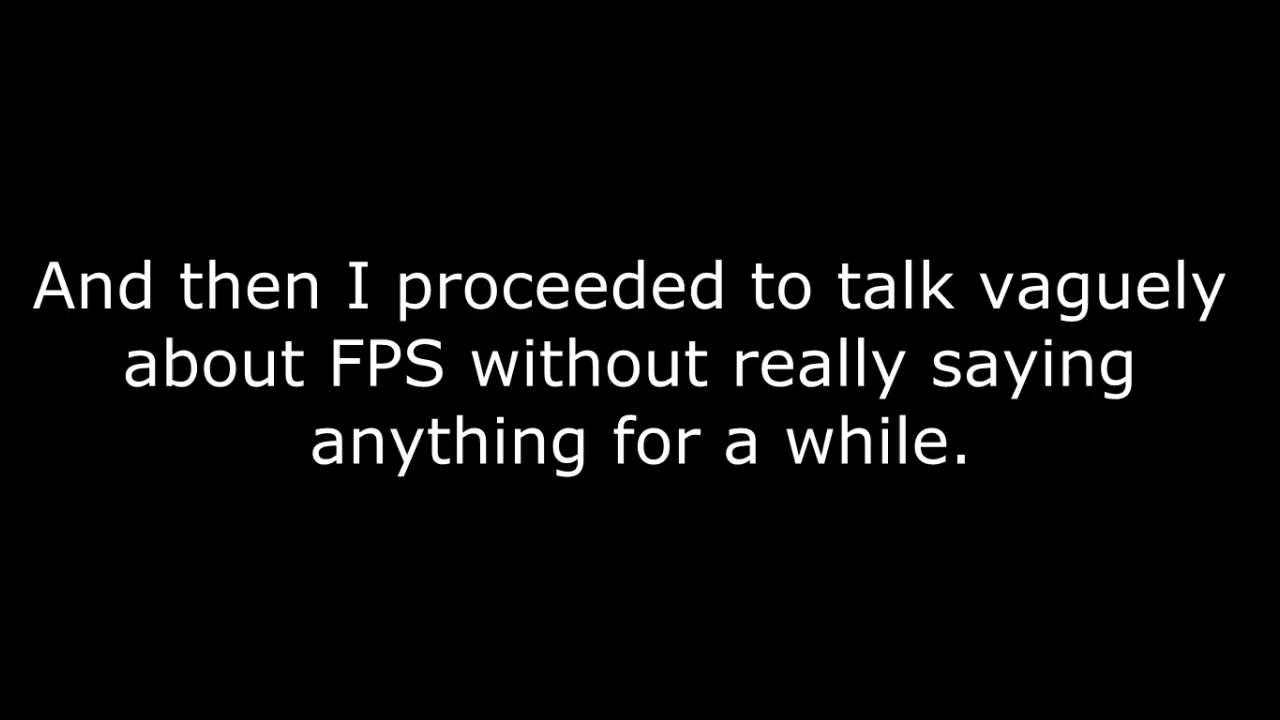 And then I proceeded to talk vaguely
about FPS without really saying
anything for a while.